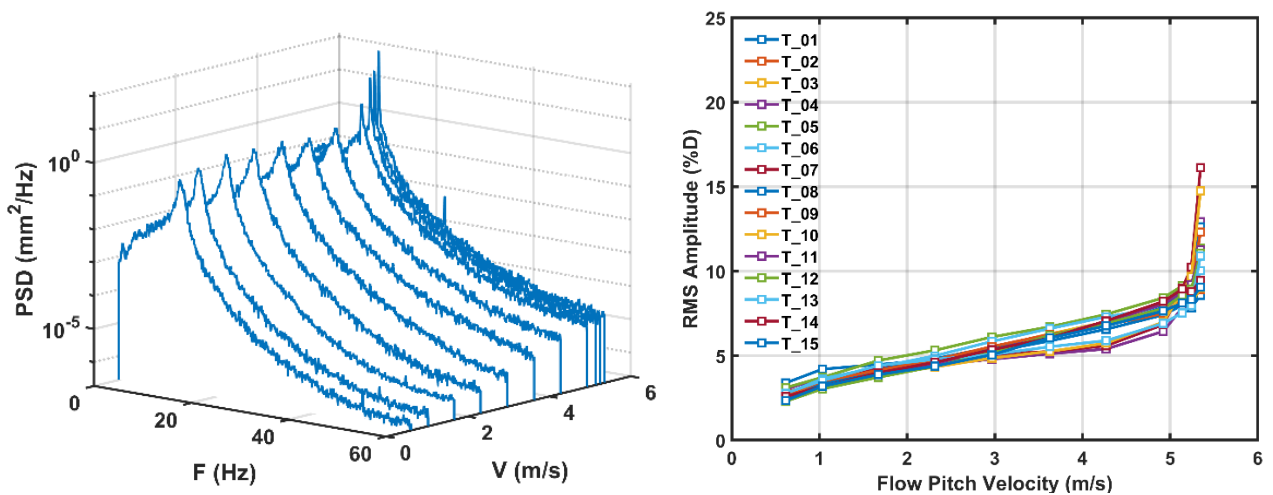 PSD (mm²/Hz)
10⁰
10⁻⁵
0
20
40
60
F (Hz)
0
2
4
6
V (m/s)
RMS Amplitude (%D)
25
20
15
10
5
0
T_01
T_02
T_03
T_04
T_05
T_06
T_07
T_08
T_09
T_10
T_11
T_12
T_13
T_14
T_15
0 1 2 3 4 5 6
Flow Pitch Velocity (m/s)